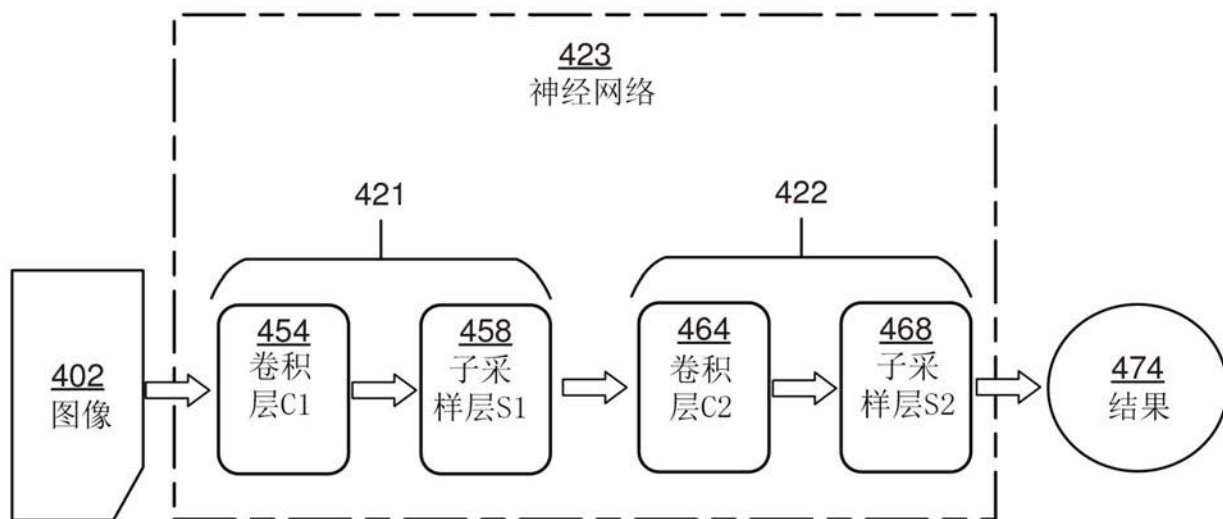 423
神经网络
421
422
402
图像
454
卷积
层C1
458
子采
样层S1
464
卷积
层C2
468
子采
样层S2
474
结果